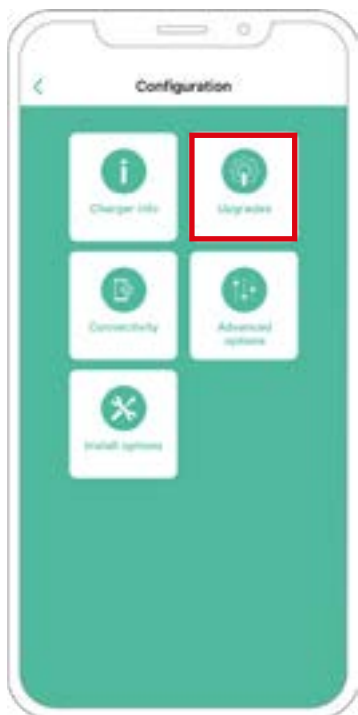 Configuration
Charger info
Upgrades
Connectivity
Advanced
options
Install options